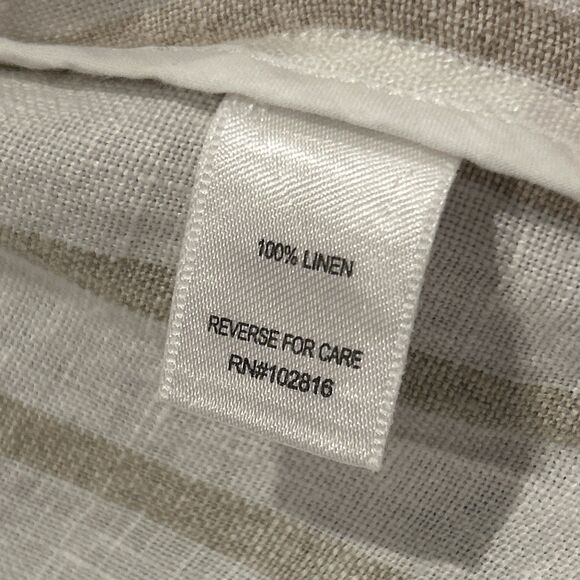 100% LINEN
REVERSE FOR CARE
RN#102816